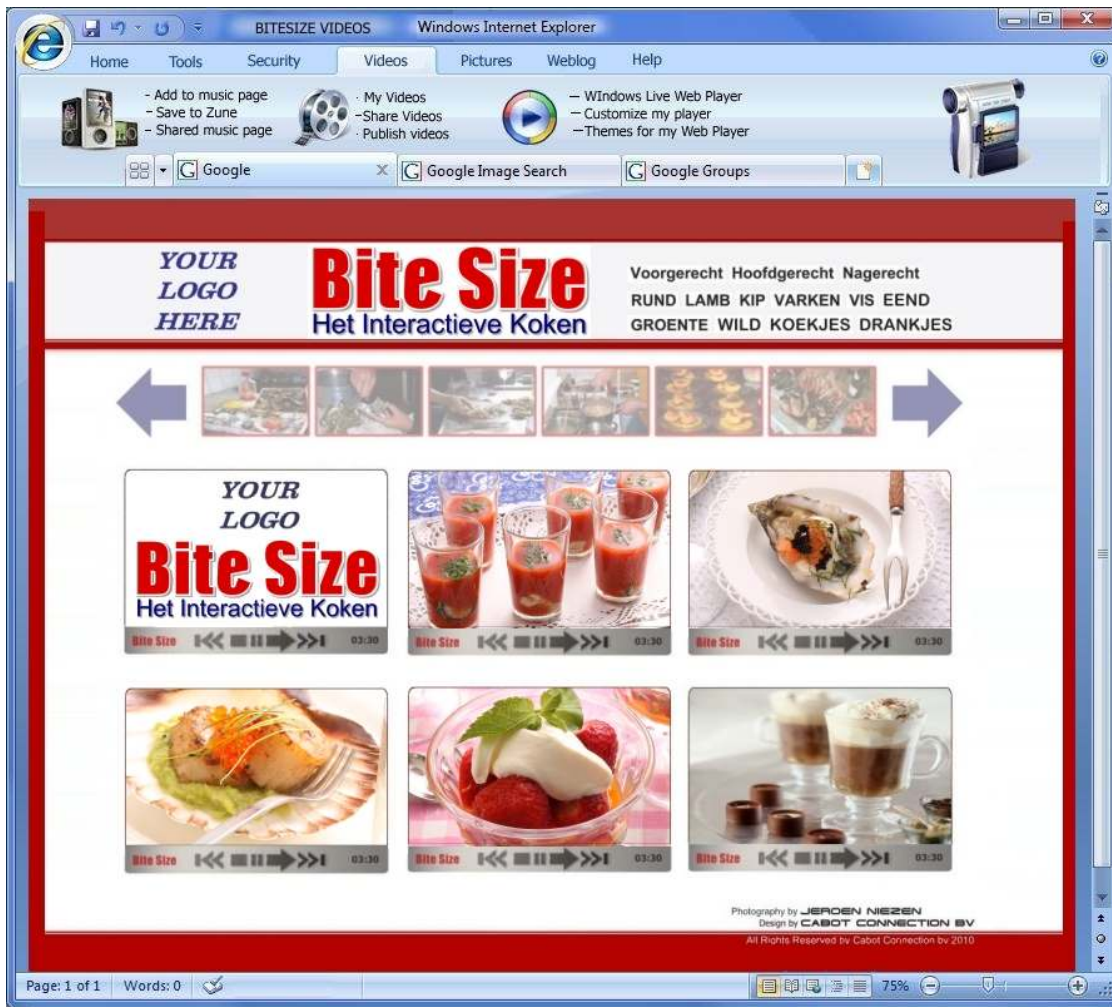 BITESIZE VIDEOS Windows Internet Explorer
Home Tools Security Videos Pictures Weblog Help
- Add to music page
- Save to Zune
- Shared music page
· My Videos
-Share Videos
· Publish videos
— WIndows Live Web Player
— Customize my player
—Themes for my Web Player
G Google
G Google Image Search
G Google Groups
YOUR
LOGO
HERE
Bite Size
Het Interactieve Koken
Voorgerecht Hoofdgerecht Nagerecht
RUND LAMB KIP VARKEN VIS EEND
GROENTE WILD KOEKJES DRANKJES
YOUR
LOGO
Bite Size
Het Interactieve Koken
Bite Size 03:30
Bite Size 03:30
Bite Size 03:30
Bite Size 03:30
Bite Size 03:30
Bite Size 03:30
Photography by JEROEN NIEZEN
Design by CABOT CONNECTION BV
All Rights Reserved by Cabot Connection bv 2010
Page: 1 of 1 Words: 0 75%